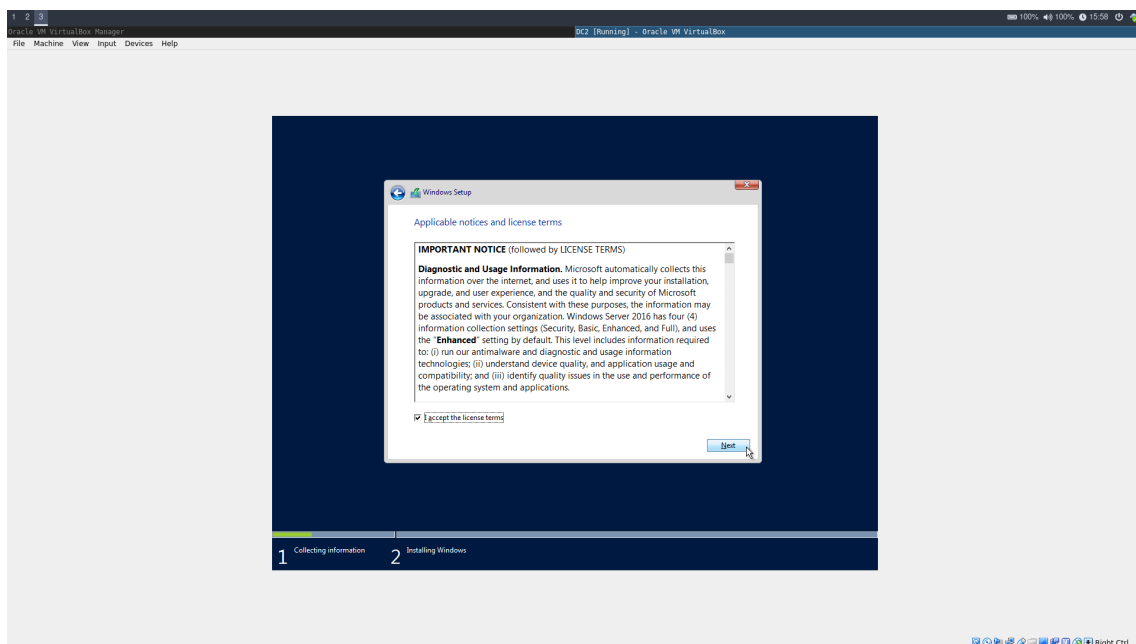 1 2 3
100% 100% 15:58
Oracle VM VirtualBox Manager
DC2 [Running] - Oracle VM VirtualBox
File Machine View Input Devices Help
Windows Setup
Applicable notices and license terms
IMPORTANT NOTICE (followed by LICENSE TERMS)
Diagnostic and Usage Information. Microsoft automatically collects this
information over the internet, and uses it to help improve your installation,
upgrade, and user experience, and the quality and security of Microsoft
products and services. Consistent with these purposes, the information may
be associated with your organization. Windows Server 2016 has four (4)
information collection settings (Security, Basic, Enhanced, and Full), and uses
the "Enhanced" setting by default. This level includes information required
to: (i) run our antimalware and diagnostic and usage information
technologies; (ii) understand device quality, and application usage and
compatibility; and (iii) identify quality issues in the use and performance of
the operating system and applications.
I accept the license terms
Next
1 Collecting information
2 Installing Windows
Right Ctrl